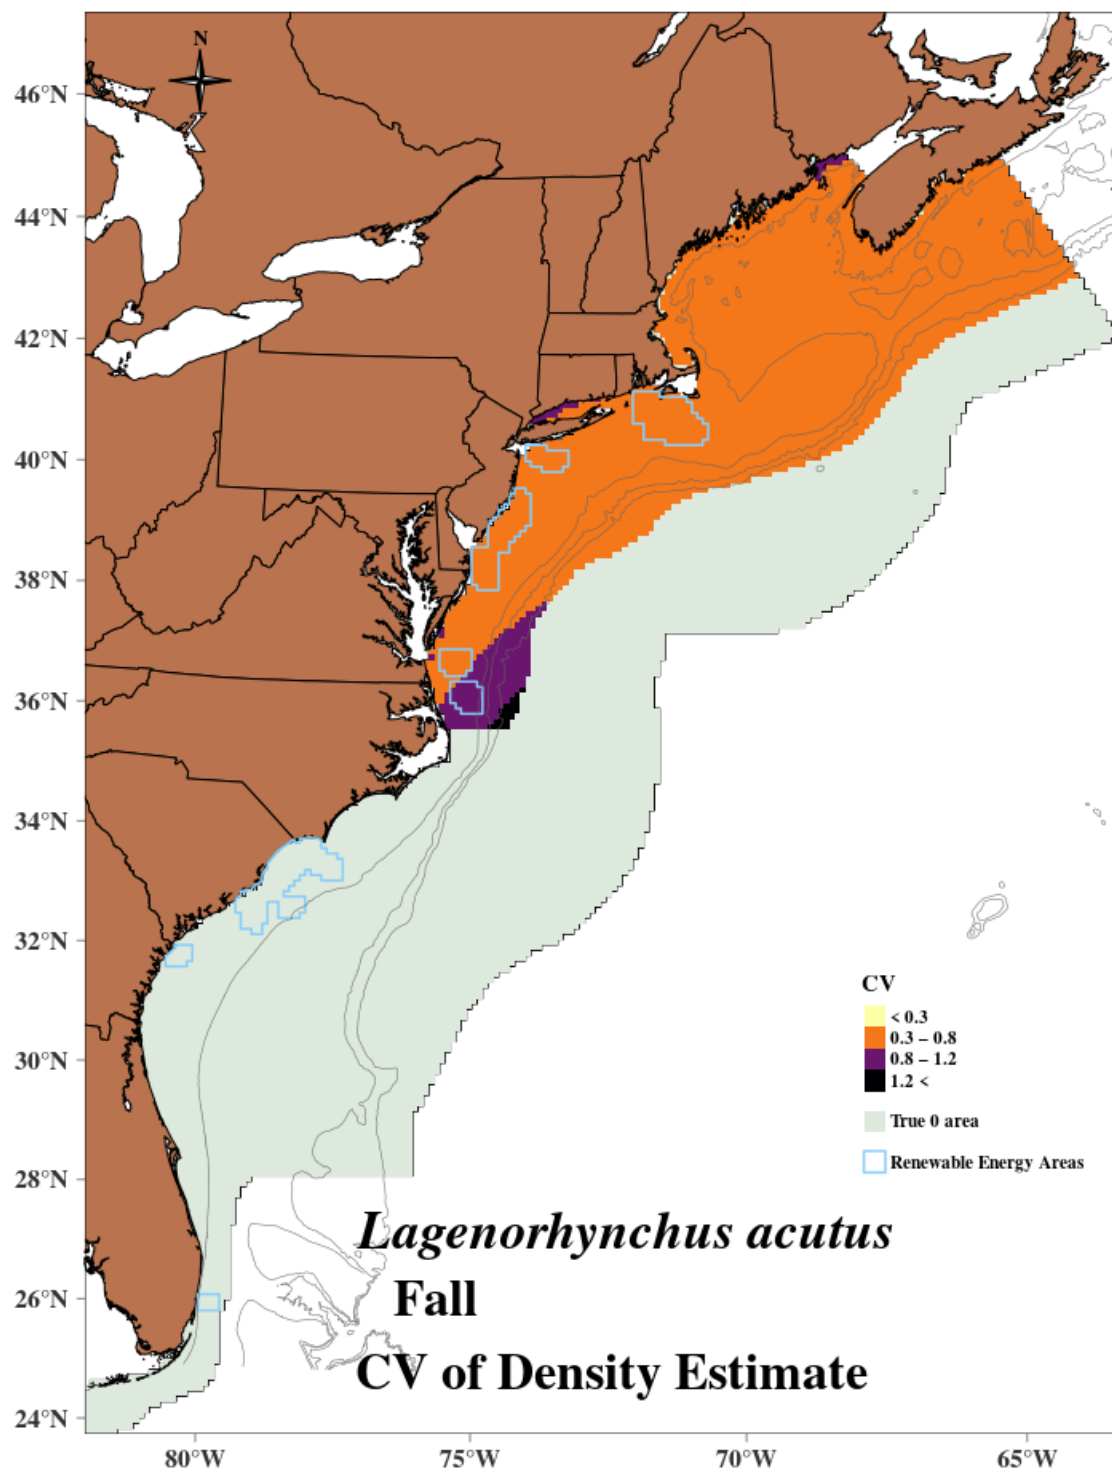 N
46°N
44°N
42°N
40°N
38°N
36°N
34°N
32°N
30°N
28°N
26°N
24°N
CV
< 0.3
0.3 – 0.8
0.8 – 1.2
1.2 <
True 0 area
Renewable Energy Areas
Lagenorhynchus acutus
Fall
CV of Density Estimate
80°W
75°W
70°W
65°W